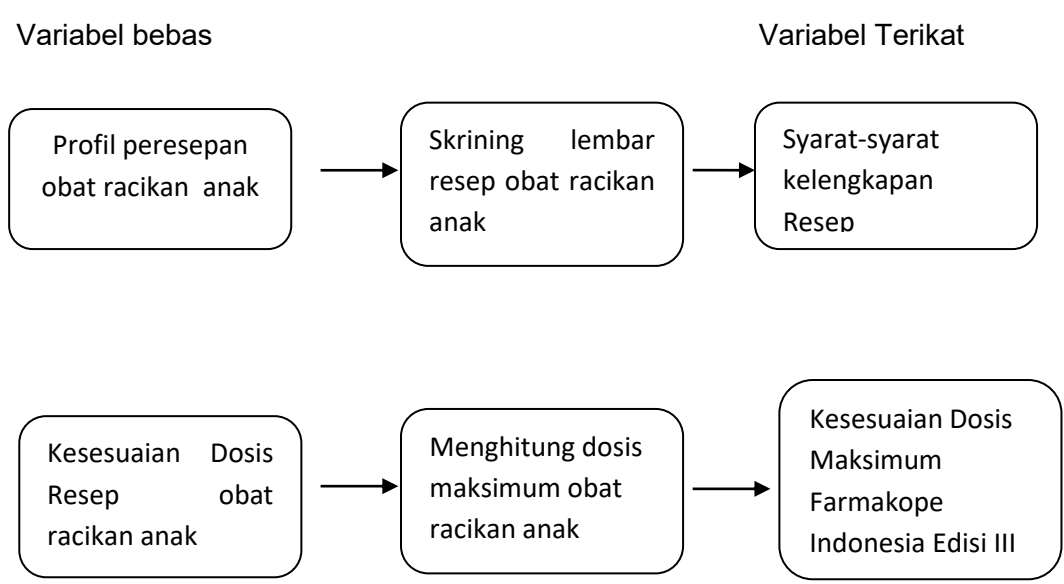 Variabel bebas
Variabel Terikat
Profil peresepan
obat racikan anak
Skrining lembar
resep obat racikan
anak
Syarat-syarat
kelengkapan
Resep
Kesesuaian Dosis
Resep obat
racikan anak
Menghitung dosis
maksimum obat
racikan anak
Kesesuaian Dosis
Maksimum
Farmakope
Indonesia Edisi III